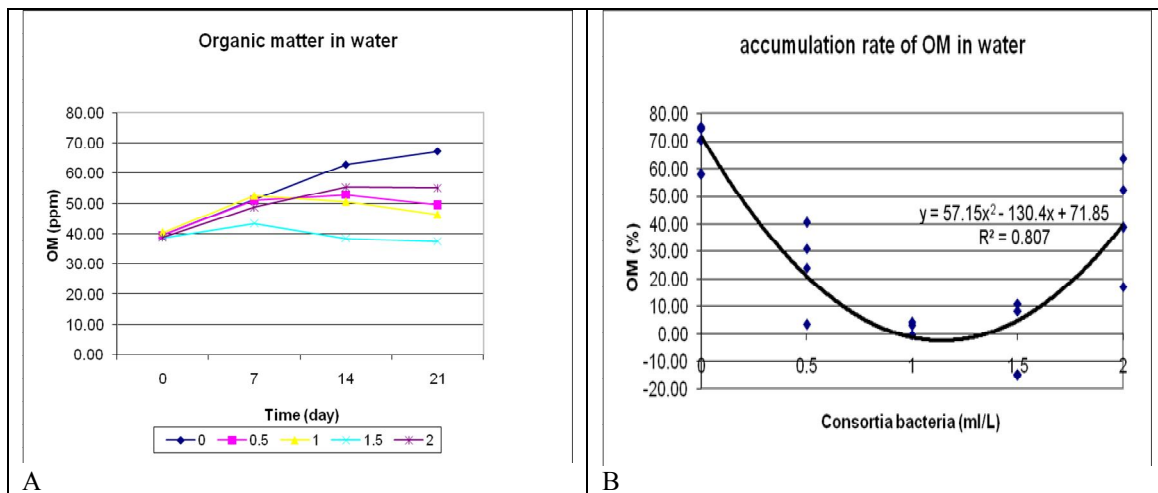 Organic matter in water
80.00
70.00
60.00
50.00
40.00
30.00
20.00
10.00
0.00
OM (ppm)
0 7 14 21
Time (day)
0 0.5 1 1.5 2
A
accumulation rate of OM in water
80.00
70.00
60.00
50.00
40.00
30.00
20.00
10.00
0.00
-10.00
-20.00
OM (%)
y = 57.15x² - 130.4x + 71.85
R² = 0.807
0 0.5 1 1.5 2
Consortia bacteria (ml/L)
B